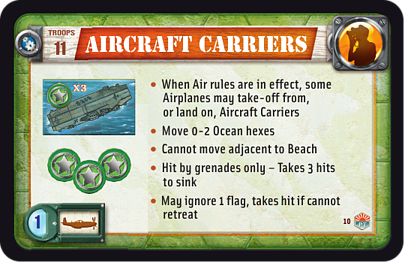 TROOPS
11
AIRCRAFT CARRIERS
X3
• When Air rules are in effect, some
Airplanes may take-off from,
or land on, Aircraft Carriers
• Move 0-2 Ocean hexes
• Cannot move adjacent to Beach
• Hit by grenades only – Takes 3 hits
to sink
• May ignore 1 flag, takes hit if cannot
retreat
1
10